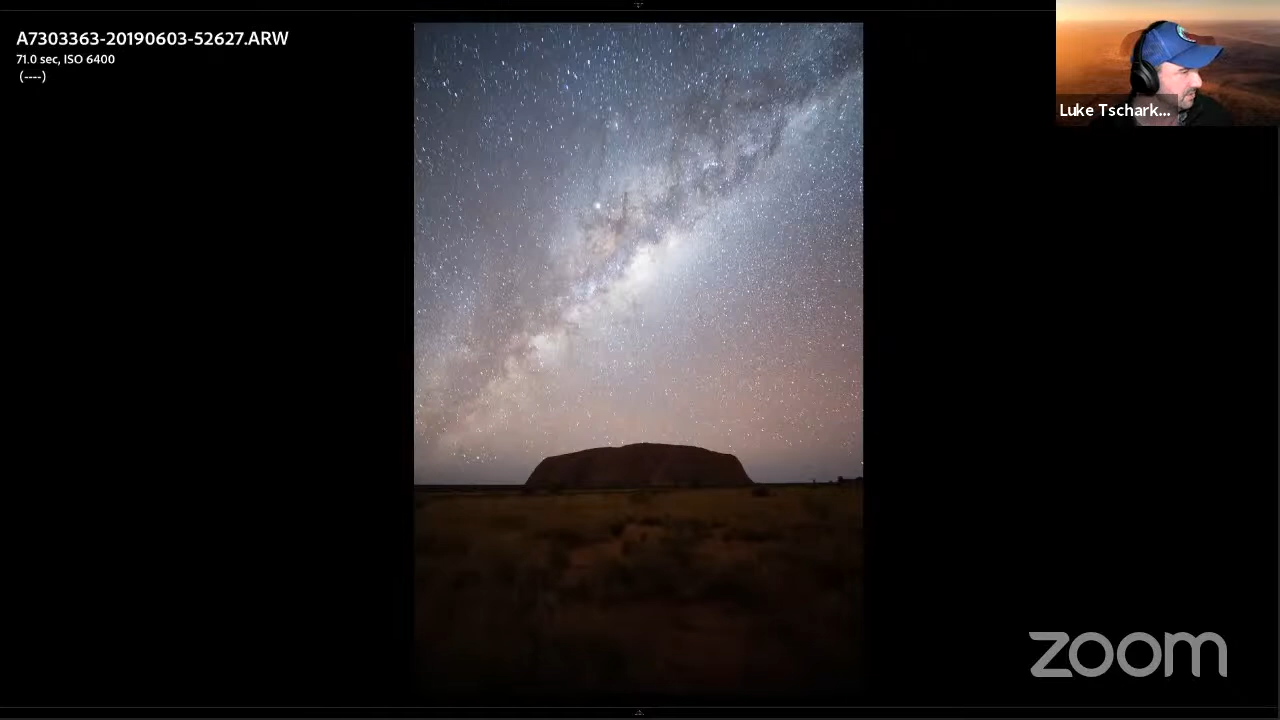 A7303363-20190603-52627.ARW
71.0 sec, ISO 6400
(----)
Luke Tschark...
zoom